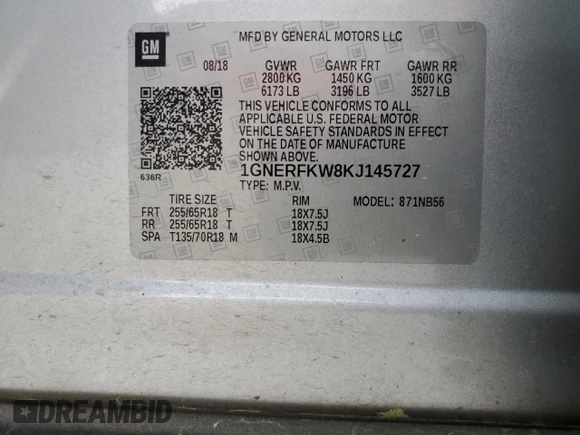 GM
MFD BY GENERAL MOTORS LLC
08/18 GVWR GAWR FRT GAWR RR
2800 KG 1450 KG 1600 KG
6173 LB 3196 LB 3527 LB
THIS VEHICLE CONFORMS TO ALL
APPLICABLE U.S. FEDERAL MOTOR
VEHICLE SAFETY STANDARDS IN EFFECT
ON THE DATE OF MANUFACTURE
SHOWN ABOVE.
636R
1GNERFKW8KJ145727
TYPE: M.P.V.
TIRE SIZE RIM MODEL: 871NB56
FRT 255/65R18 T 18X7.5J
RR 255/65R18 T 18X7.5J
SPA T135/70R18 M 18X4.5B
DREAMBID